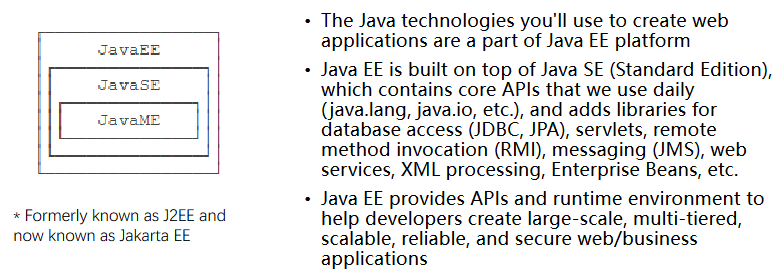 JavaEE
JavaSE
JavaME
* Formerly known as J2EE and
now known as Jakarta EE
• The Java technologies you'll use to create web
applications are a part of Java EE platform
• Java EE is built on top of Java SE (Standard Edition),
which contains core APIs that we use daily
(java.lang, java.io, etc.), and adds libraries for
database access (JDBC, JPA), servlets, remote
method invocation (RMI), messaging (JMS), web
services, XML processing, Enterprise Beans, etc.
• Java EE provides APIs and runtime environment to
help developers create large-scale, multi-tiered,
scalable, reliable, and secure web/business
applications